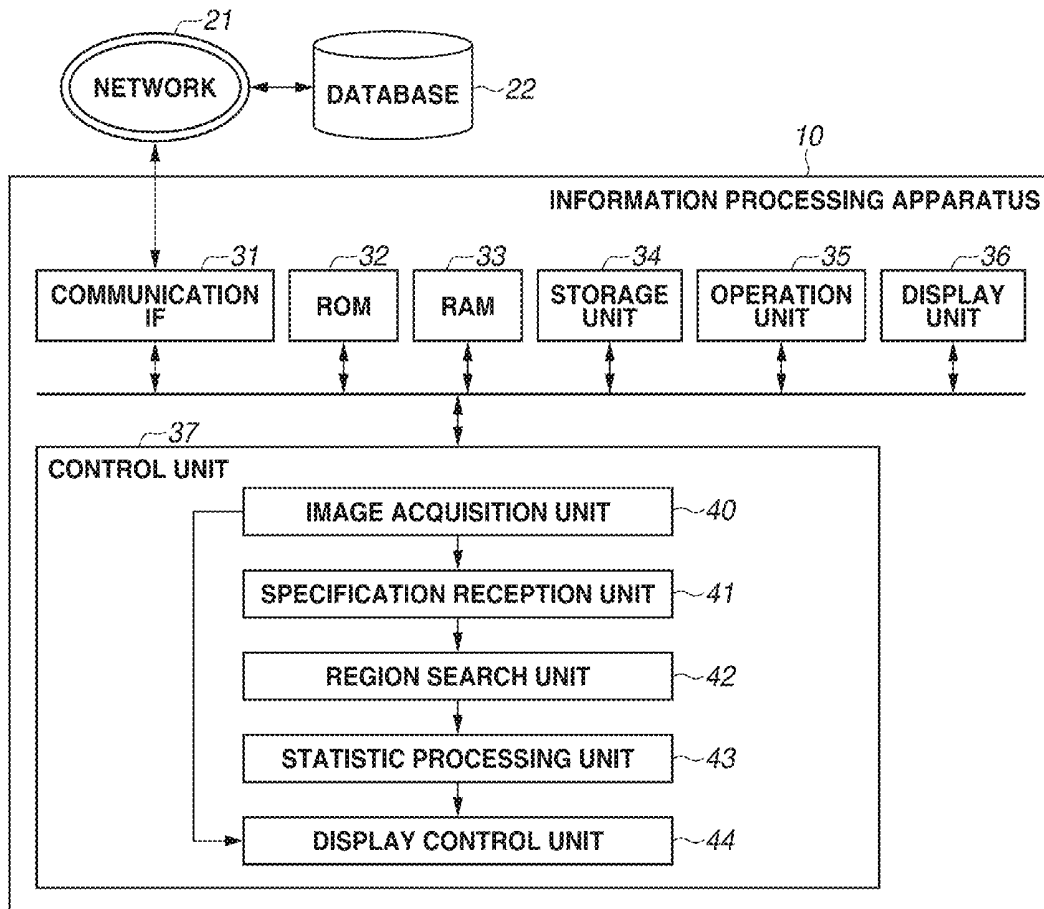 21
NETWORK
DATABASE
22
10
INFORMATION PROCESSING APPARATUS
31
32
33
34
35
36
COMMUNICATION
IF
ROM
RAM
STORAGE
UNIT
OPERATION
UNIT
DISPLAY
UNIT
37
CONTROL UNIT
IMAGE ACQUISITION UNIT
40
SPECIFICATION RECEPTION UNIT
41
REGION SEARCH UNIT
42
STATISTIC PROCESSING UNIT
43
DISPLAY CONTROL UNIT
44